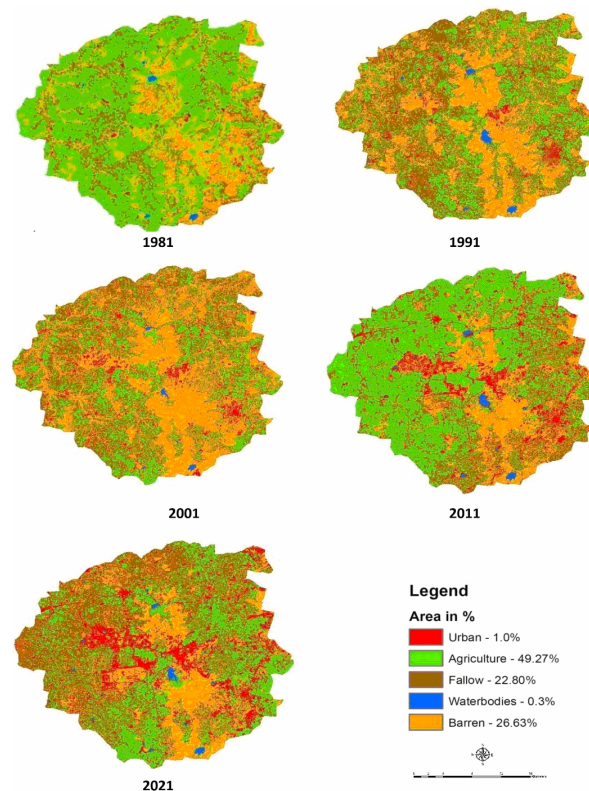 1981
1991
2001
2011
2021
Legend
Area in %
Urban - 1.0%
Agriculture - 49.27%
Fallow - 22.80%
Waterbodies - 0.3%
Barren - 26.63%